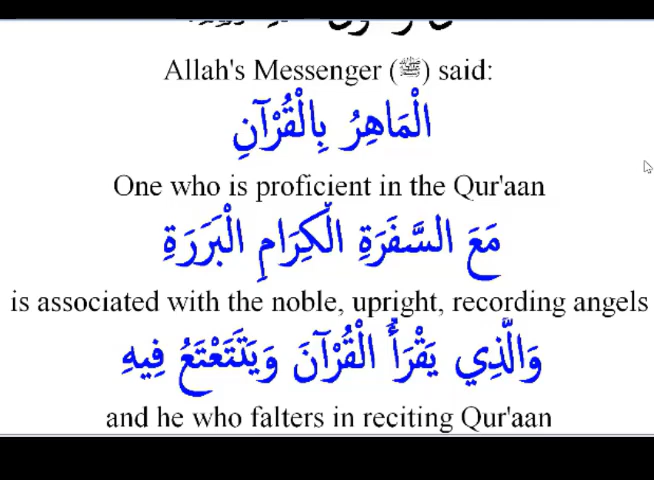 Allah's Messenger (ﷺ) said:
الْمَاهِرُ بِالْقُرْآنِ
One who is proficient in the Qur'aan
مَعَ السَّفَرَةِ الْكِرَامِ الْبَرَرَةِ
is associated with the noble, upright, recording angels
وَالَّذِي يَقْرَأُ الْقُرْآنَ وَيَتَتَعْتَعُ فِيهِ
and he who falters in reciting Qur'aan